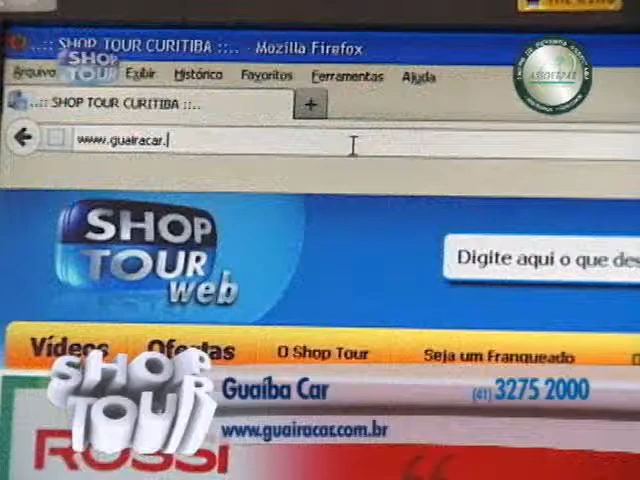 ..:: SHOP TOUR CURITIBA ::.. - Mozilla Firefox
Arquivo
SHOP
TOUR
Exibir Histórico Favoritos Ferramentas Ajuda
..:: SHOP TOUR CURITIBA ::..
+
www.guairacar.
SHOP
TOUR
web
Digite aqui o que des
Vídeos Ofertas O Shop Tour Seja um Franqueado
SHOP
TOUR
Guaíba Car (41) 3275 2000
www.guairacar.com.br
ROSSI